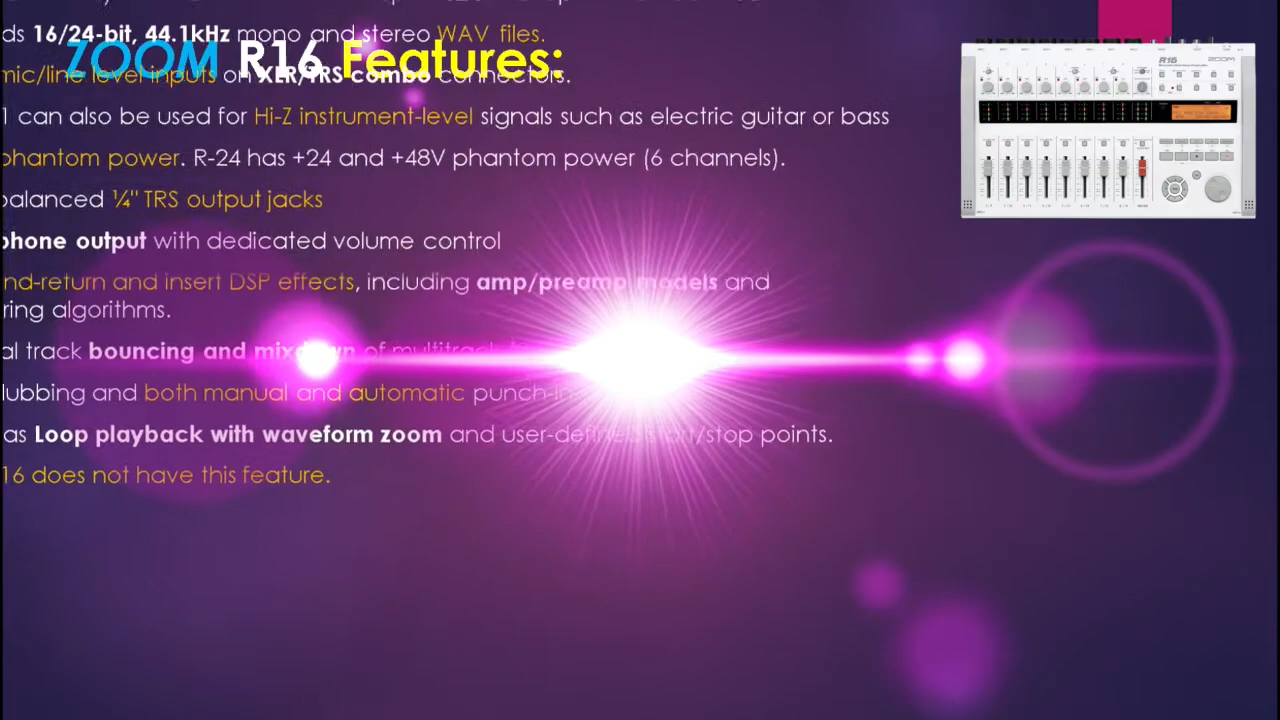 ZOOM R16 Features:
ds 16/24-bit, 44.1kHz mono and stereo WAV files.
mic/line level inputs on XLR/TRS combo connectors.
1 can also be used for Hi-Z instrument-level signals such as electric guitar or bass
phantom power. R-24 has +24 and +48V phantom power (6 channels).
balanced ¼" TRS output jacks
phone output with dedicated volume control
nd-return and insert DSP effects, including amp/preamp models and
ring algorithms.
al track bouncing and mixdown of multitrack
lubbing and both manual and automatic punch-in
as Loop playback with waveform zoom and user-defined start/stop points.
16 does not have this feature.
R16
ZOOM